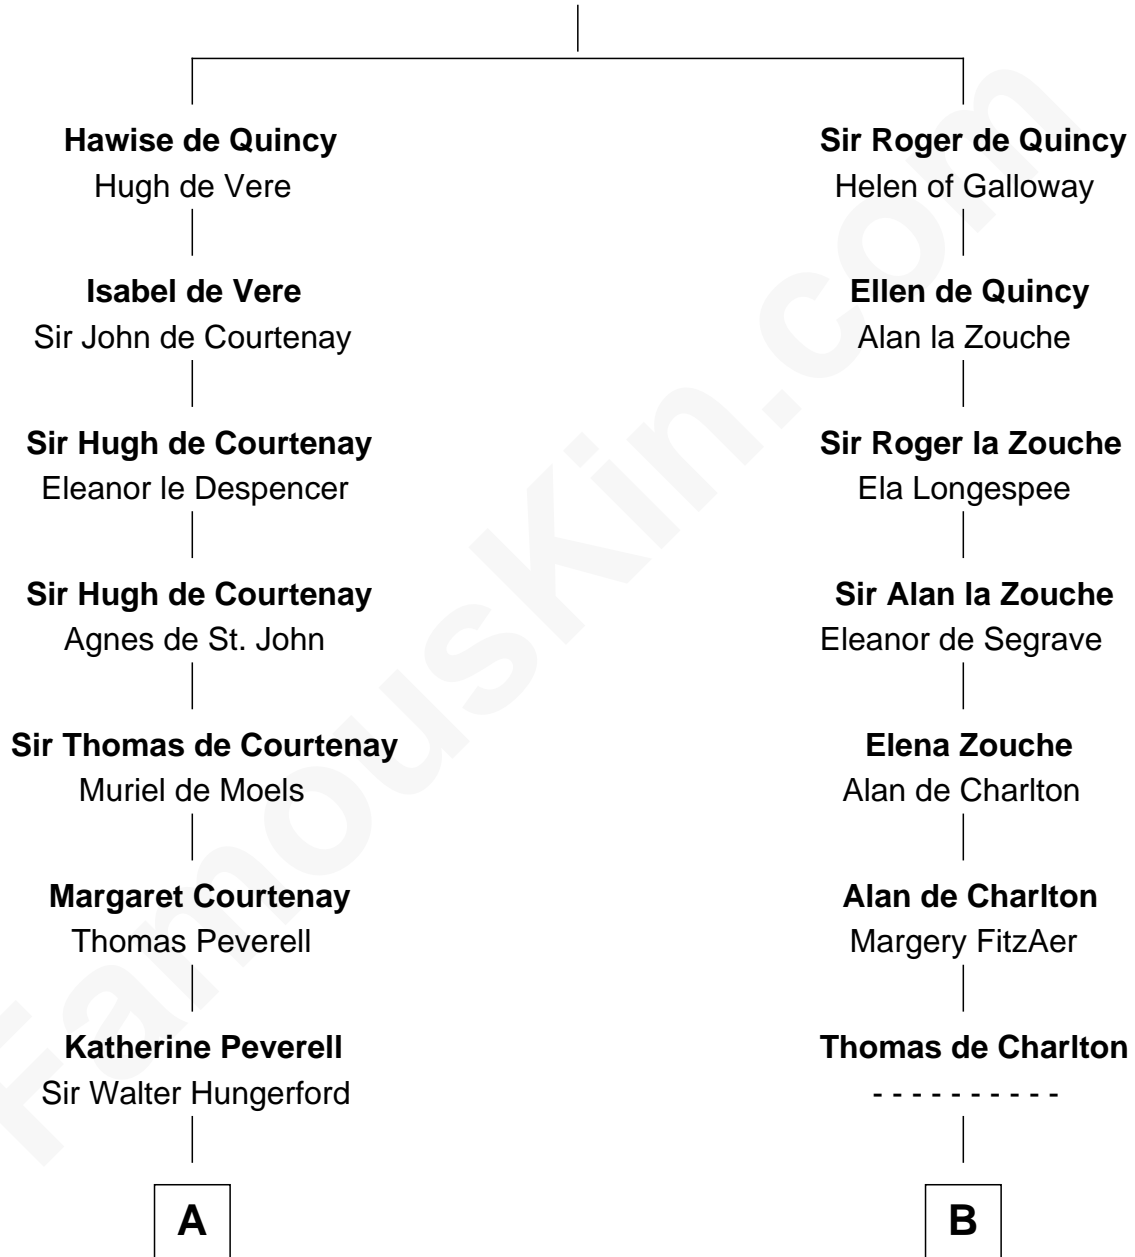 Hawise de Quincy
Hugh de Vere
Isabel de Vere
Sir John de Courtenay
Sir Hugh de Courtenay
Eleanor le Despencer
Sir Hugh de Courtenay
Agnes de St. John
Sir Thomas de Courtenay
Muriel de Moels
Margaret Courtenay
Thomas Peverell
Katherine Peverell
Sir Walter Hungerford
A
Sir Roger de Quincy
Helen of Galloway
Ellen de Quincy
Alan la Zouche
Sir Roger la Zouche
Ela Longespee
Sir Alan la Zouche
Eleanor de Segrave
Elena Zouche
Alan de Charlton
Alan de Charlton
Margery FitzAer
Thomas de Charlton
- - - - - - - - - -
B
FamousKin.com